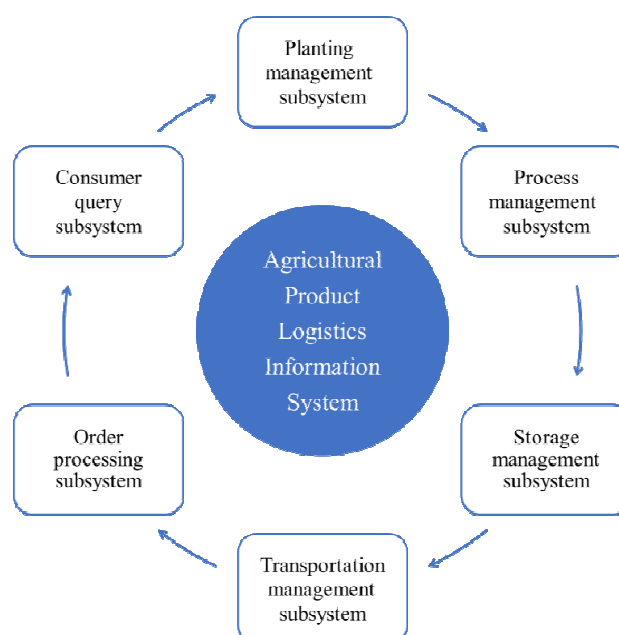 Planting
management
subsystem
Consumer
query
subsystem
Process
management
subsystem
Agricultural
Product
Logistics
Information
System
Order
processing
subsystem
Storage
management
subsystem
Transportation
management
subsystem